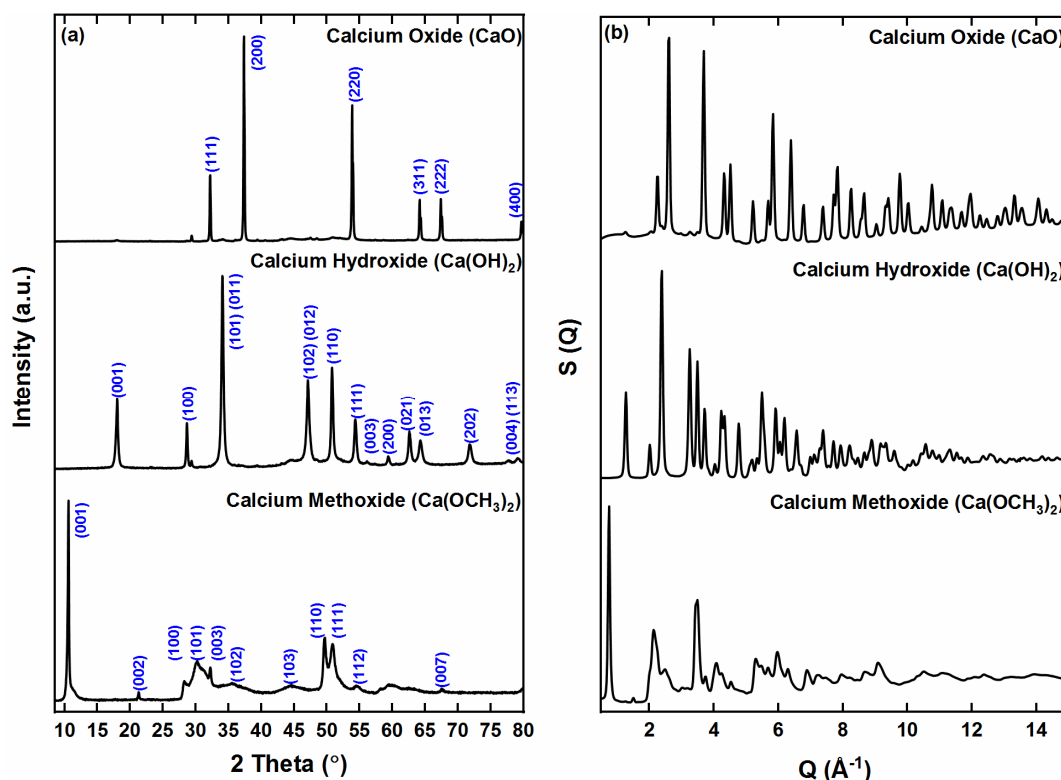 (a)
Calcium Oxide (CaO)
(111)
(200)
(220)
(311)
(222)
(400)
Calcium Hydroxide (Ca(OH)₂)
(001)
(100)
(101) (011)
(102) (012)
(110)
(111)
(003)
(200)
(021)
(013)
(202)
(004) (113)
Calcium Methoxide (Ca(OCH₃)₂)
(001)
(002)
(100)
(101)
(003)
(102)
(103)
(110)
(111)
(112)
(007)
Intensity (a.u.)
10 15 20 25 30 35 40 45 50 55 60 65 70 75 80
2 Theta (°)
(b)
Calcium Oxide (CaO)
Calcium Hydroxide (Ca(OH)₂)
Calcium Methoxide (Ca(OCH₃)₂)
S (Q)
2 4 6 8 10 12 14
Q (Å⁻¹)